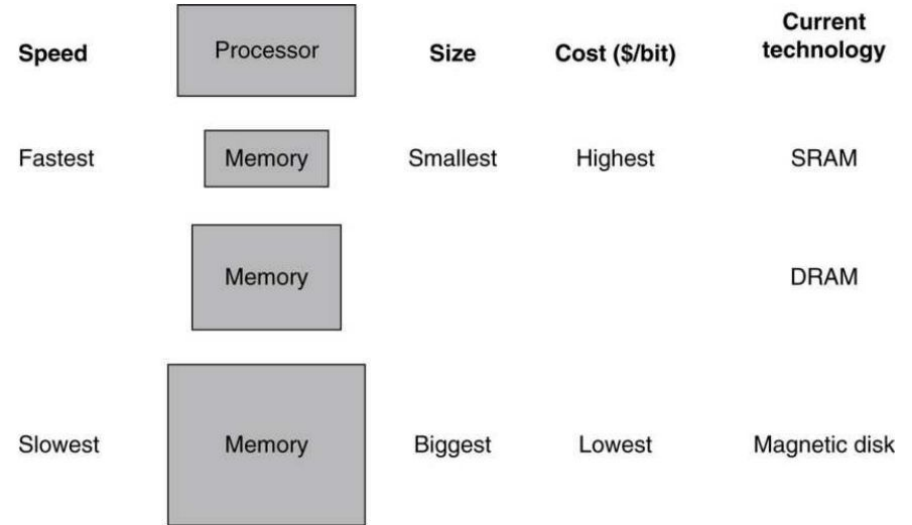 Speed Processor Size Cost ($/bit) Current technology
Fastest Memory Smallest Highest SRAM
Memory DRAM
Slowest Memory Biggest Lowest Magnetic disk